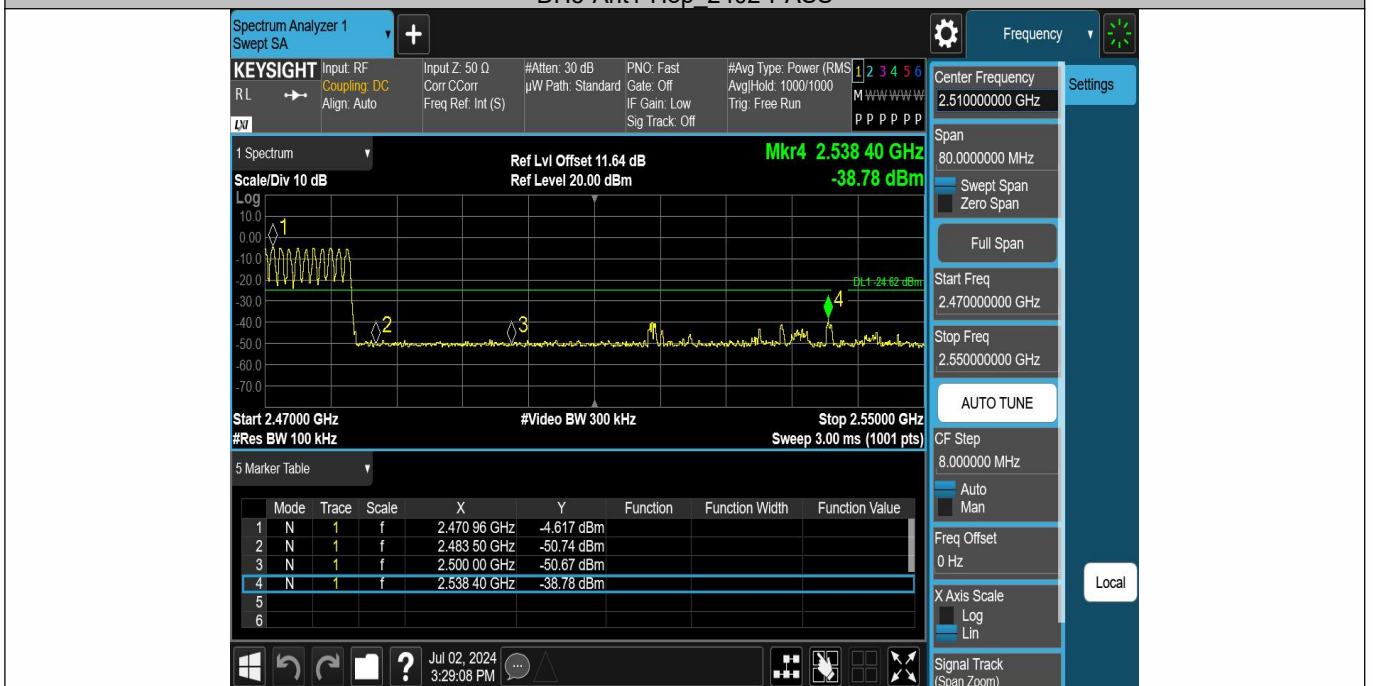 Spectrum Analyzer 1
Swept SA
+
Frequency
KEYSIGHT
RL
LXI
Input: RF
Coupling: DC
Align: Auto
Input Z: 50 Ω
Corr CCorr
Freq Ref: Int (S)
#Atten: 30 dB
µW Path: Standard
PNO: Fast
Gate: Off
IF Gain: Low
Sig Track: Off
#Avg Type: Power (RMS
Avg|Hold: 1000/1000
Trig: Free Run
1 2 3 4 5 6
M W W W W W
P P P P P P
1 Spectrum
Scale/Div 10 dB
Ref Lvl Offset 11.64 dB
Ref Level 20.00 dBm
Mkr4 2.538 40 GHz
-38.78 dBm
Log
10.0
0.00
-10.0
-20.0
-30.0
-40.0
-50.0
-60.0
-70.0
1
2
3
4
DL1 -24.62 dBm
Start 2.47000 GHz
#Video BW 300 kHz
Stop 2.55000 GHz
#Res BW 100 kHz
Sweep 3.00 ms (1001 pts)
5 Marker Table
Mode Trace Scale X Y Function Function Width Function Value
1 N 1 f 2.470 96 GHz -4.617 dBm
2 N 1 f 2.483 50 GHz -50.74 dBm
3 N 1 f 2.500 00 GHz -50.67 dBm
4 N 1 f 2.538 40 GHz -38.78 dBm
5
6
?
Jul 02, 2024
3:29:08 PM
Center Frequency
2.510000000 GHz
Settings
Span
80.0000000 MHz
Swept Span
Zero Span
Full Span
Start Freq
2.470000000 GHz
Stop Freq
2.550000000 GHz
AUTO TUNE
CF Step
8.000000 MHz
Auto
Man
Freq Offset
0 Hz
X Axis Scale
Log
Lin
Local
Signal Track
(Span Zoom)